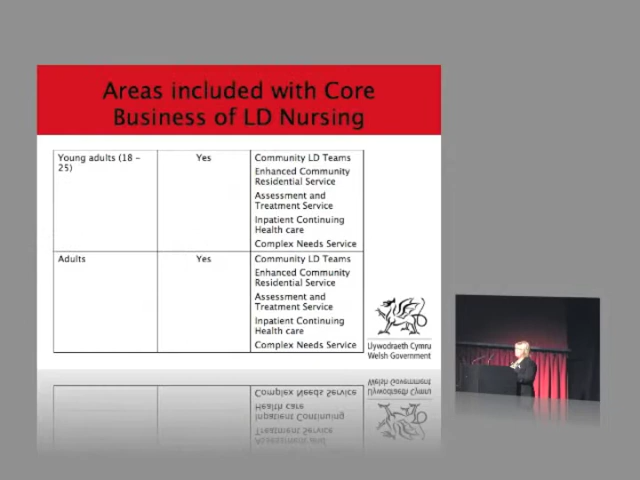 Areas included with Core
Business of LD Nursing
Young adults (18 –
25)
Yes
Community LD Teams
Enhanced Community
Residential Service
Assessment and
Treatment Service
Inpatient Continuing
Health care
Complex Needs Service
Adults
Yes
Community LD Teams
Enhanced Community
Residential Service
Assessment and
Treatment Service
Inpatient Continuing
Health care
Complex Needs Service
Llywodraeth Cymru
Welsh Government